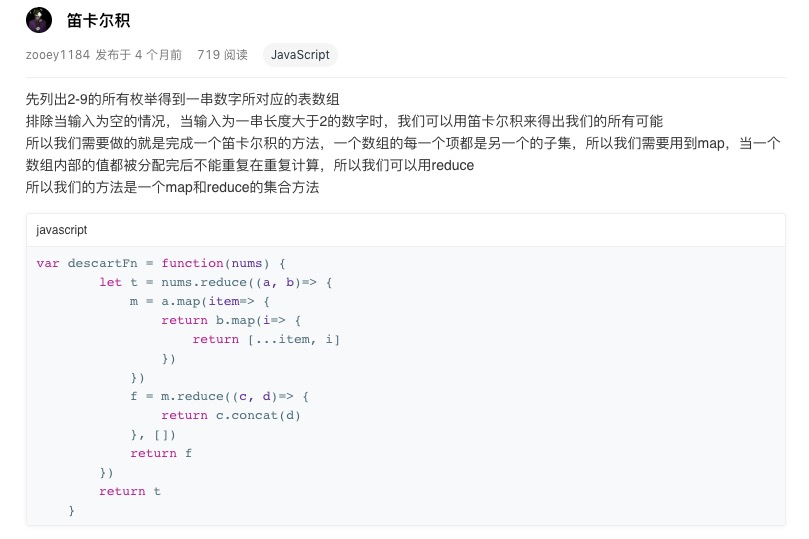 笛卡尔积
zooey1184 发布于 4 个月前 719 阅读 JavaScript
先列出2-9的所有枚举得到一串数字所对应的表数组
排除当输入为空的情况，当输入为一串长度大于2的数字时，我们可以用笛卡尔积来得出我们的所有可能
所以我们需要做的就是完成一个笛卡尔积的方法，一个数组的每一个项都是另一个的子集，所以我们需要用到map，当一个
数组内部的值都被分配完后不能重复在重复计算，所以我们可以用reduce
所以我们的方法是一个map和reduce的集合方法
javascript
var descartFn = function(nums) {
        let t = nums.reduce((a, b)=> {
            m = a.map(item=> {
                return b.map(i=> {
                    return [...item, i]
                })
            })
            f = m.reduce((c, d)=> {
                return c.concat(d)
            }, [])
            return f
        })
        return t
    }